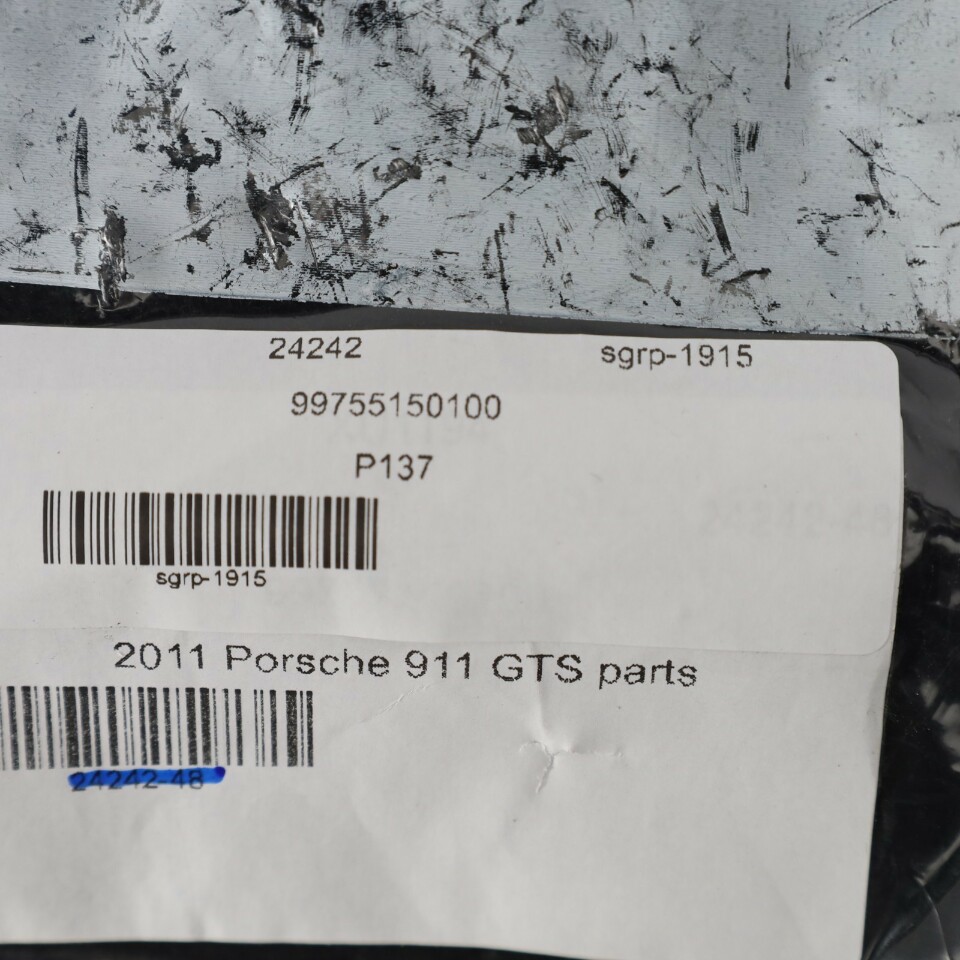 24242 sgrp-1915
99755150100
P137
sgrp-1915
2011 Porsche 911 GTS parts
24242-48